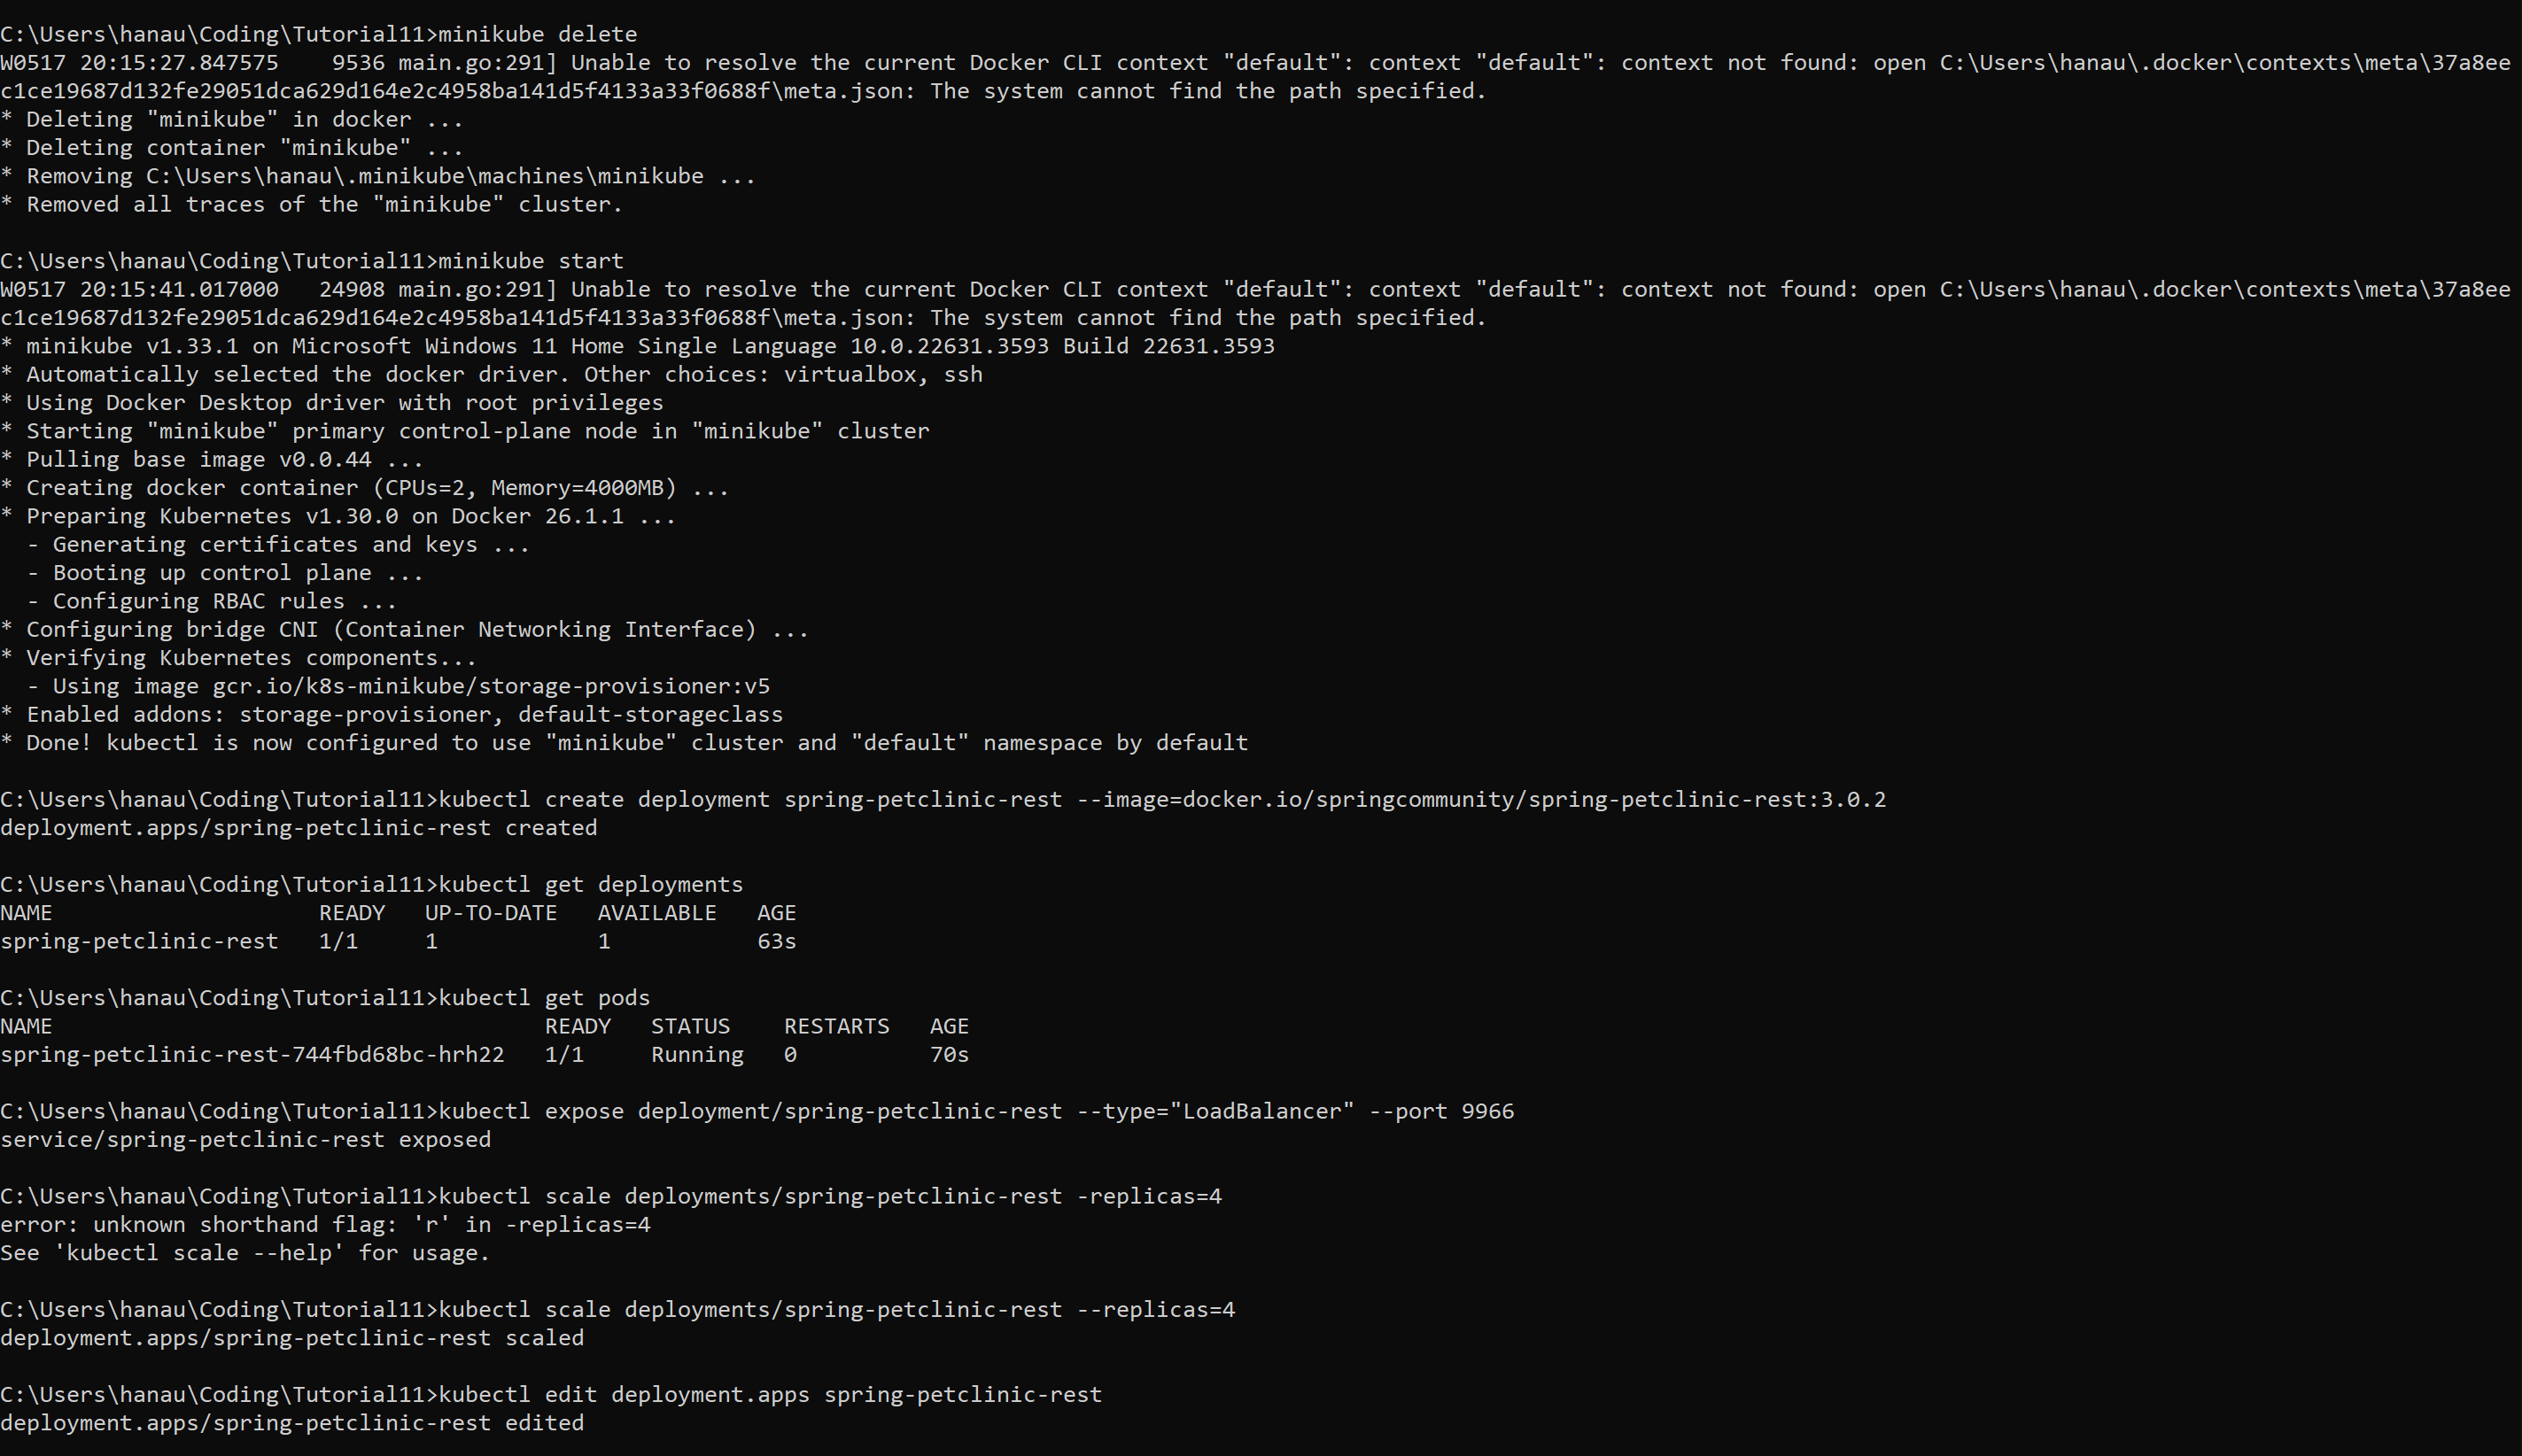 C:\Users\hanau\Coding\Tutorial11>minikube delete
W0517 20:15:27.847575    9536 main.go:291] Unable to resolve the current Docker CLI context "default": context "default": context not found: open C:\Users\hanau\.docker\contexts\meta\37a8ee
c1ce19687d132fe29051dca629d164e2c4958ba141d5f4133a33f0688f\meta.json: The system cannot find the path specified.
* Deleting "minikube" in docker ...
* Deleting container "minikube" ...
* Removing C:\Users\hanau\.minikube\machines\minikube ...
* Removed all traces of the "minikube" cluster.
C:\Users\hanau\Coding\Tutorial11>minikube start
W0517 20:15:41.017000   24908 main.go:291] Unable to resolve the current Docker CLI context "default": context "default": context not found: open C:\Users\hanau\.docker\contexts\meta\37a8ee
c1ce19687d132fe29051dca629d164e2c4958ba141d5f4133a33f0688f\meta.json: The system cannot find the path specified.
* minikube v1.33.1 on Microsoft Windows 11 Home Single Language 10.0.22631.3593 Build 22631.3593
* Automatically selected the docker driver. Other choices: virtualbox, ssh
* Using Docker Desktop driver with root privileges
* Starting "minikube" primary control-plane node in "minikube" cluster
* Pulling base image v0.0.44 ...
* Creating docker container (CPUs=2, Memory=4000MB) ...
* Preparing Kubernetes v1.30.0 on Docker 26.1.1 ...
  - Generating certificates and keys ...
  - Booting up control plane ...
  - Configuring RBAC rules ...
* Configuring bridge CNI (Container Networking Interface) ...
* Verifying Kubernetes components...
  - Using image gcr.io/k8s-minikube/storage-provisioner:v5
* Enabled addons: storage-provisioner, default-storageclass
* Done! kubectl is now configured to use "minikube" cluster and "default" namespace by default
C:\Users\hanau\Coding\Tutorial11>kubectl create deployment spring-petclinic-rest --image=docker.io/springcommunity/spring-petclinic-rest:3.0.2
deployment.apps/spring-petclinic-rest created
C:\Users\hanau\Coding\Tutorial11>kubectl get deployments
NAME                    READY   UP-TO-DATE   AVAILABLE   AGE
spring-petclinic-rest   1/1     1            1           63s
C:\Users\hanau\Coding\Tutorial11>kubectl get pods
NAME                                     READY   STATUS    RESTARTS   AGE
spring-petclinic-rest-744fbd68bc-hrh22   1/1     Running   0          70s
C:\Users\hanau\Coding\Tutorial11>kubectl expose deployment/spring-petclinic-rest --type="LoadBalancer" --port 9966
service/spring-petclinic-rest exposed
C:\Users\hanau\Coding\Tutorial11>kubectl scale deployments/spring-petclinic-rest -replicas=4
error: unknown shorthand flag: 'r' in -replicas=4
See 'kubectl scale --help' for usage.
C:\Users\hanau\Coding\Tutorial11>kubectl scale deployments/spring-petclinic-rest --replicas=4
deployment.apps/spring-petclinic-rest scaled
C:\Users\hanau\Coding\Tutorial11>kubectl edit deployment.apps spring-petclinic-rest
deployment.apps/spring-petclinic-rest edited